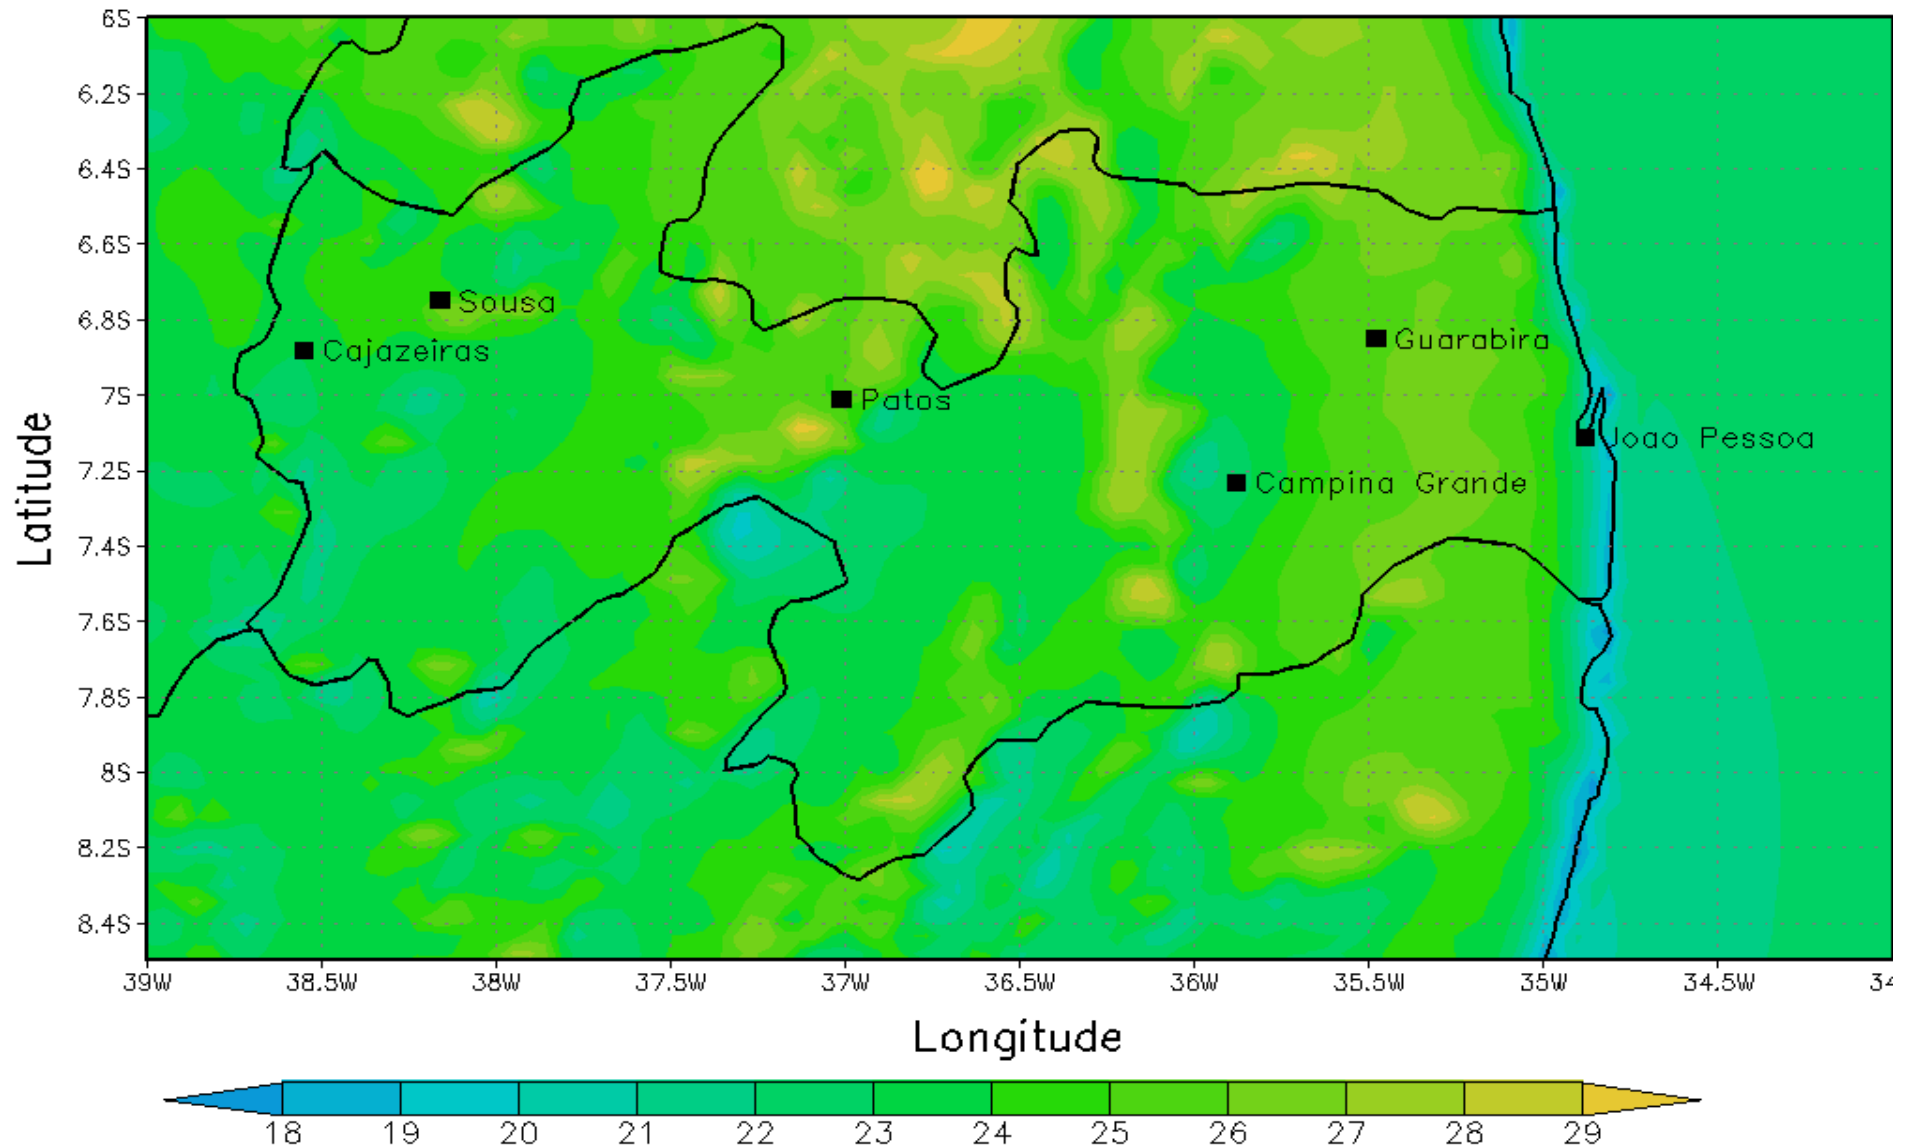 6S
6.2S
6.4S
6.6S
6.8S
7S
7.2S
7.4S
7.6S
7.8S
8S
8.2S
8.4S
Latitude
Sousa
Cajazeiras
Guarabira
Patos
Joao Pessoa
Campina Grande
39W 38.5W 38W 37.5W 37W 36.5W 36W 35.5W 35W 34.5W 34
Longitude
18 19 20 21 22 23 24 25 26 27 28 29